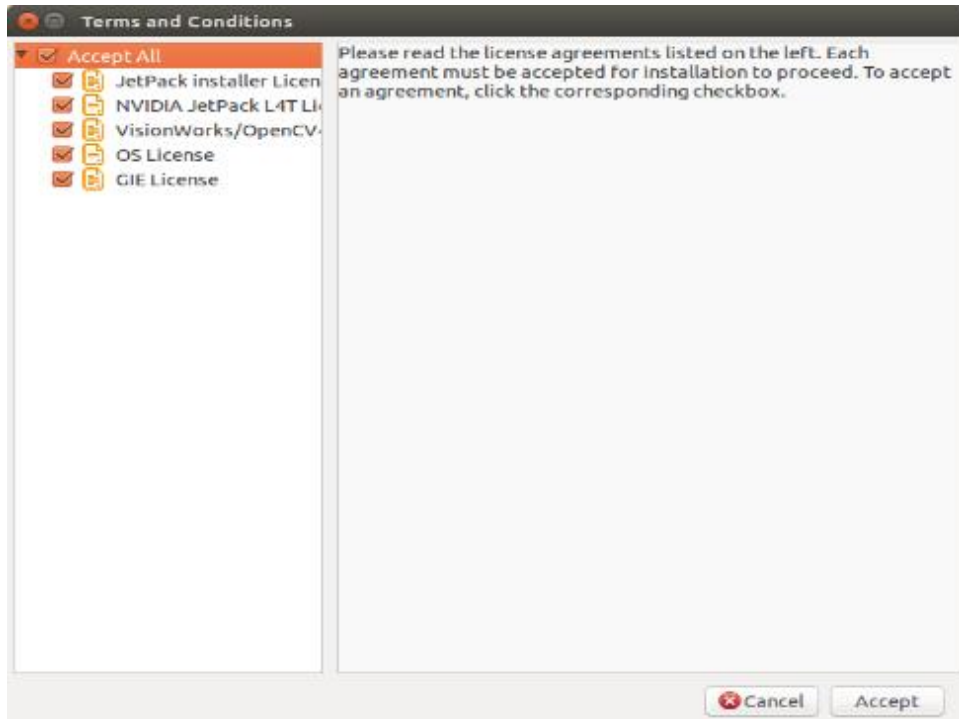 Terms and Conditions
Accept All
JetPack installer Licen
NVIDIA JetPack L4T Li
VisionWorks/OpenCV-
OS License
GIE License
Please read the license agreements listed on the left. Each
agreement must be accepted for installation to proceed. To accept
an agreement, click the corresponding checkbox.
Cancel
Accept